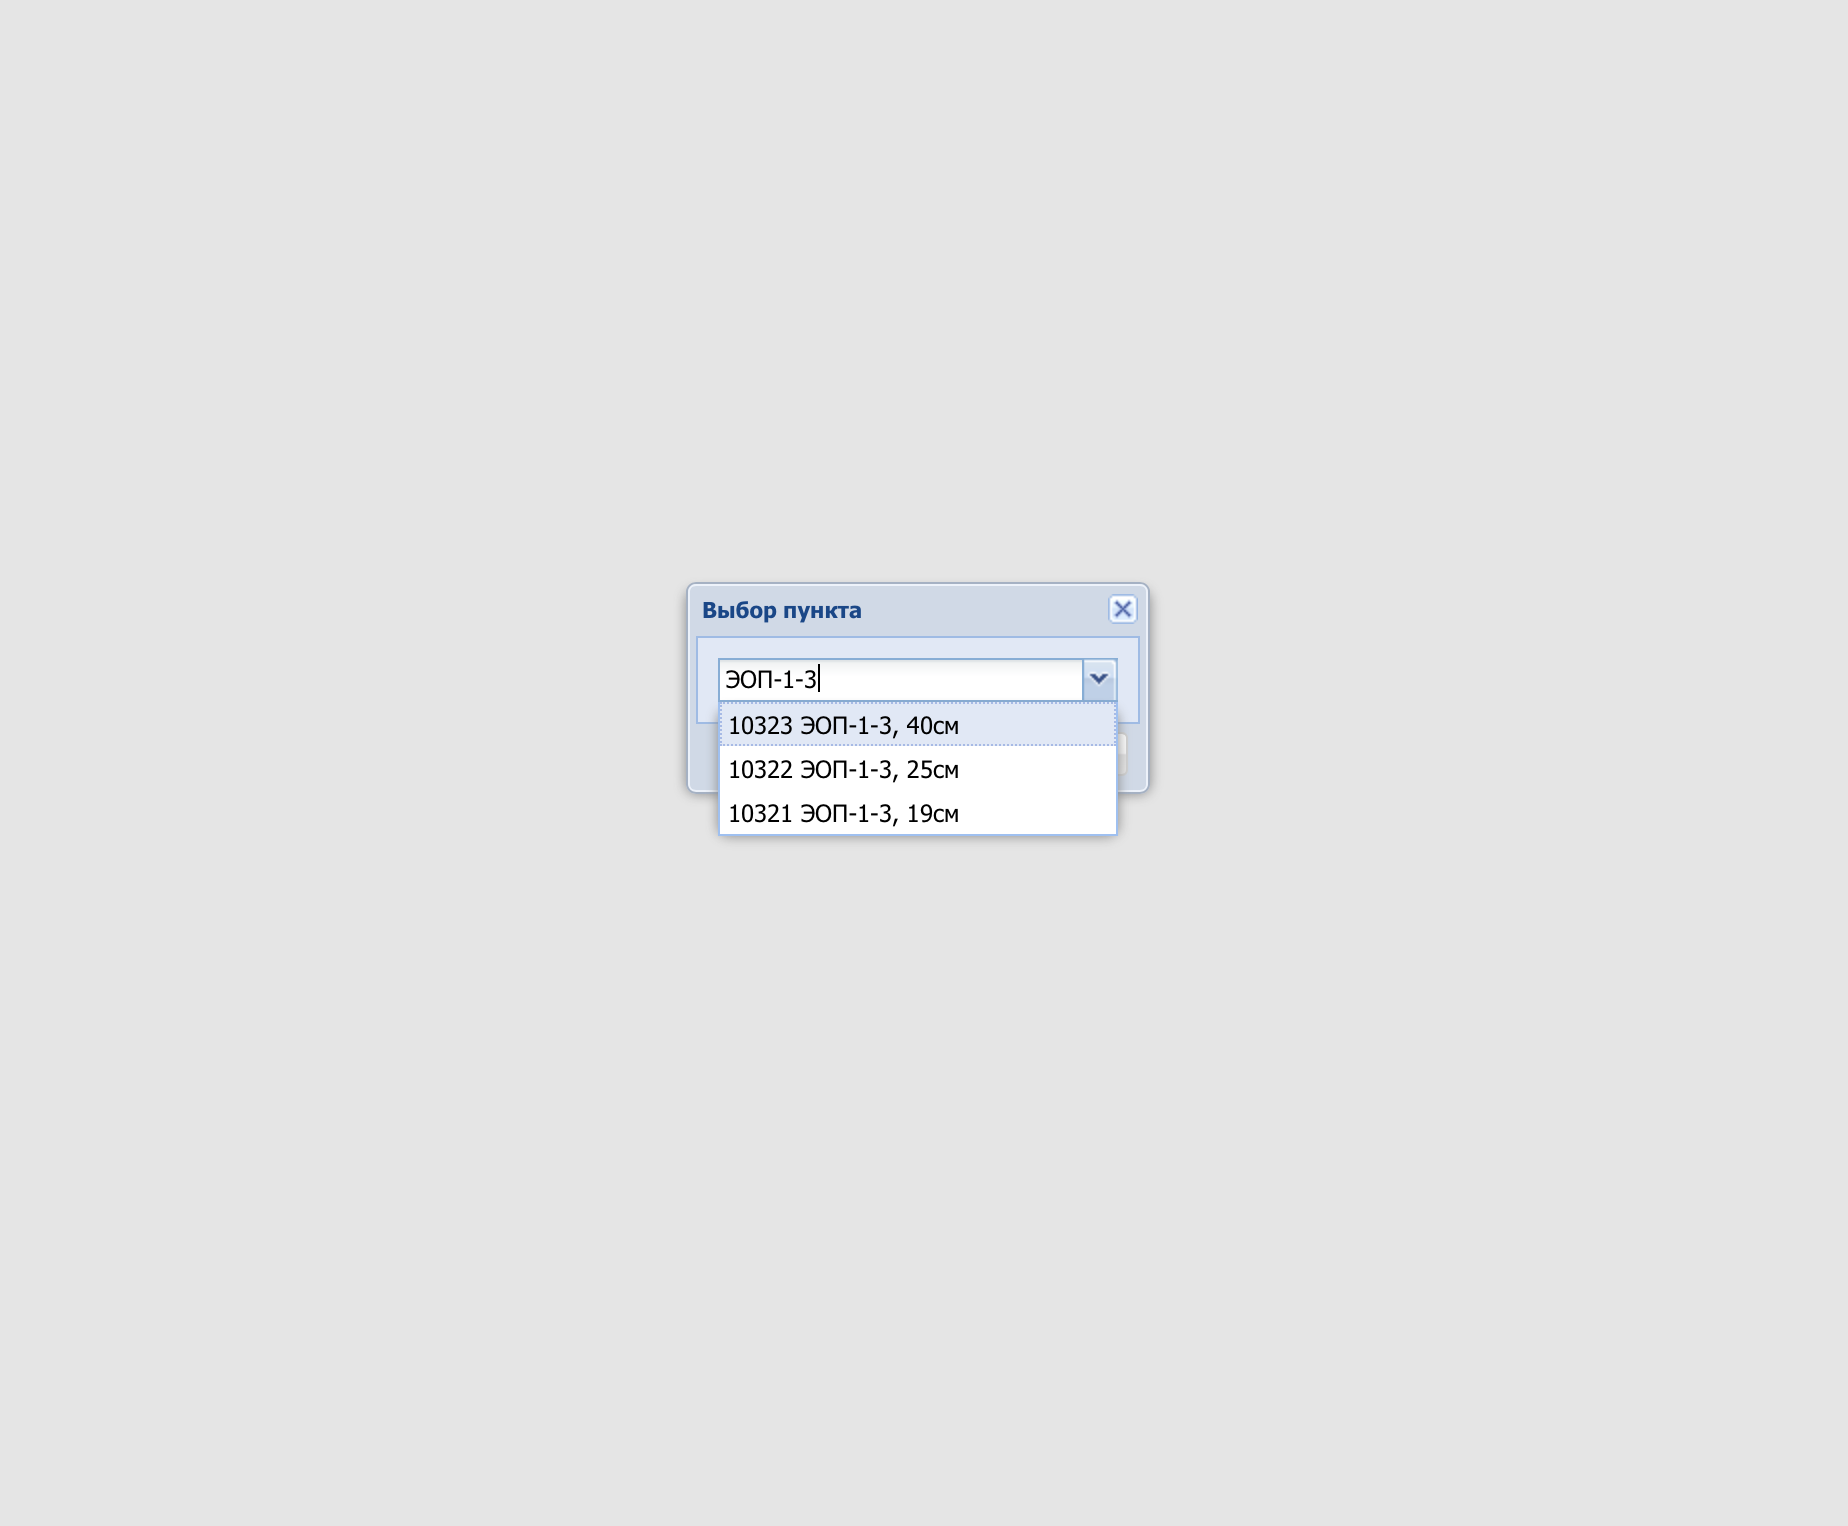 Выбор пункта
ЭОП-1-3
10323 ЭОП-1-3, 40см
10322 ЭОП-1-3, 25см
10321 ЭОП-1-3, 19см